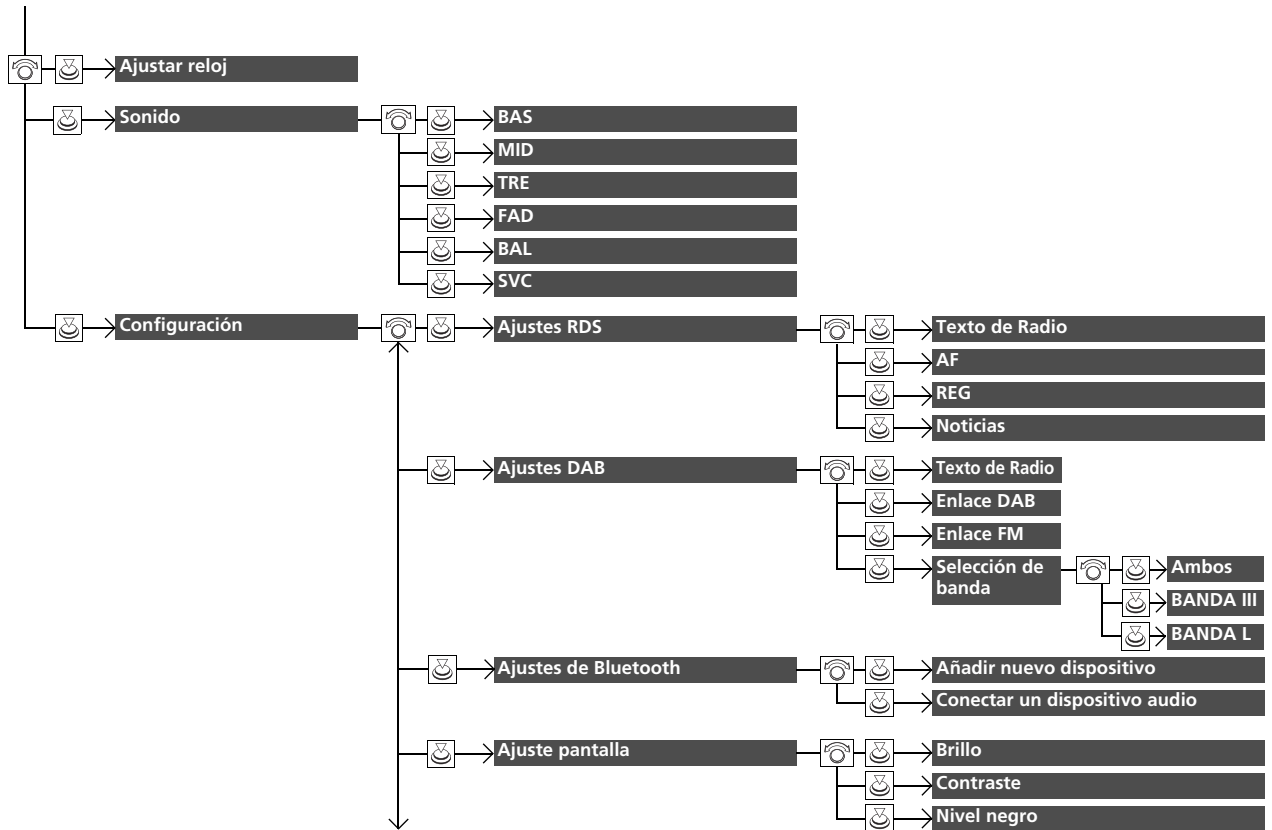 Ajustar reloj
Sonido
BAS
MID
TRE
FAD
BAL
SVC
Configuración
Ajustes RDS
Texto de Radio
AF
REG
Noticias
Ajustes DAB
Texto de Radio
Enlace DAB
Enlace FM
Selección de
banda
Ambos
BANDA III
BANDA L
Ajustes de Bluetooth
Añadir nuevo dispositivo
Conectar un dispositivo audio
Ajuste pantalla
Brillo
Contraste
Nivel negro